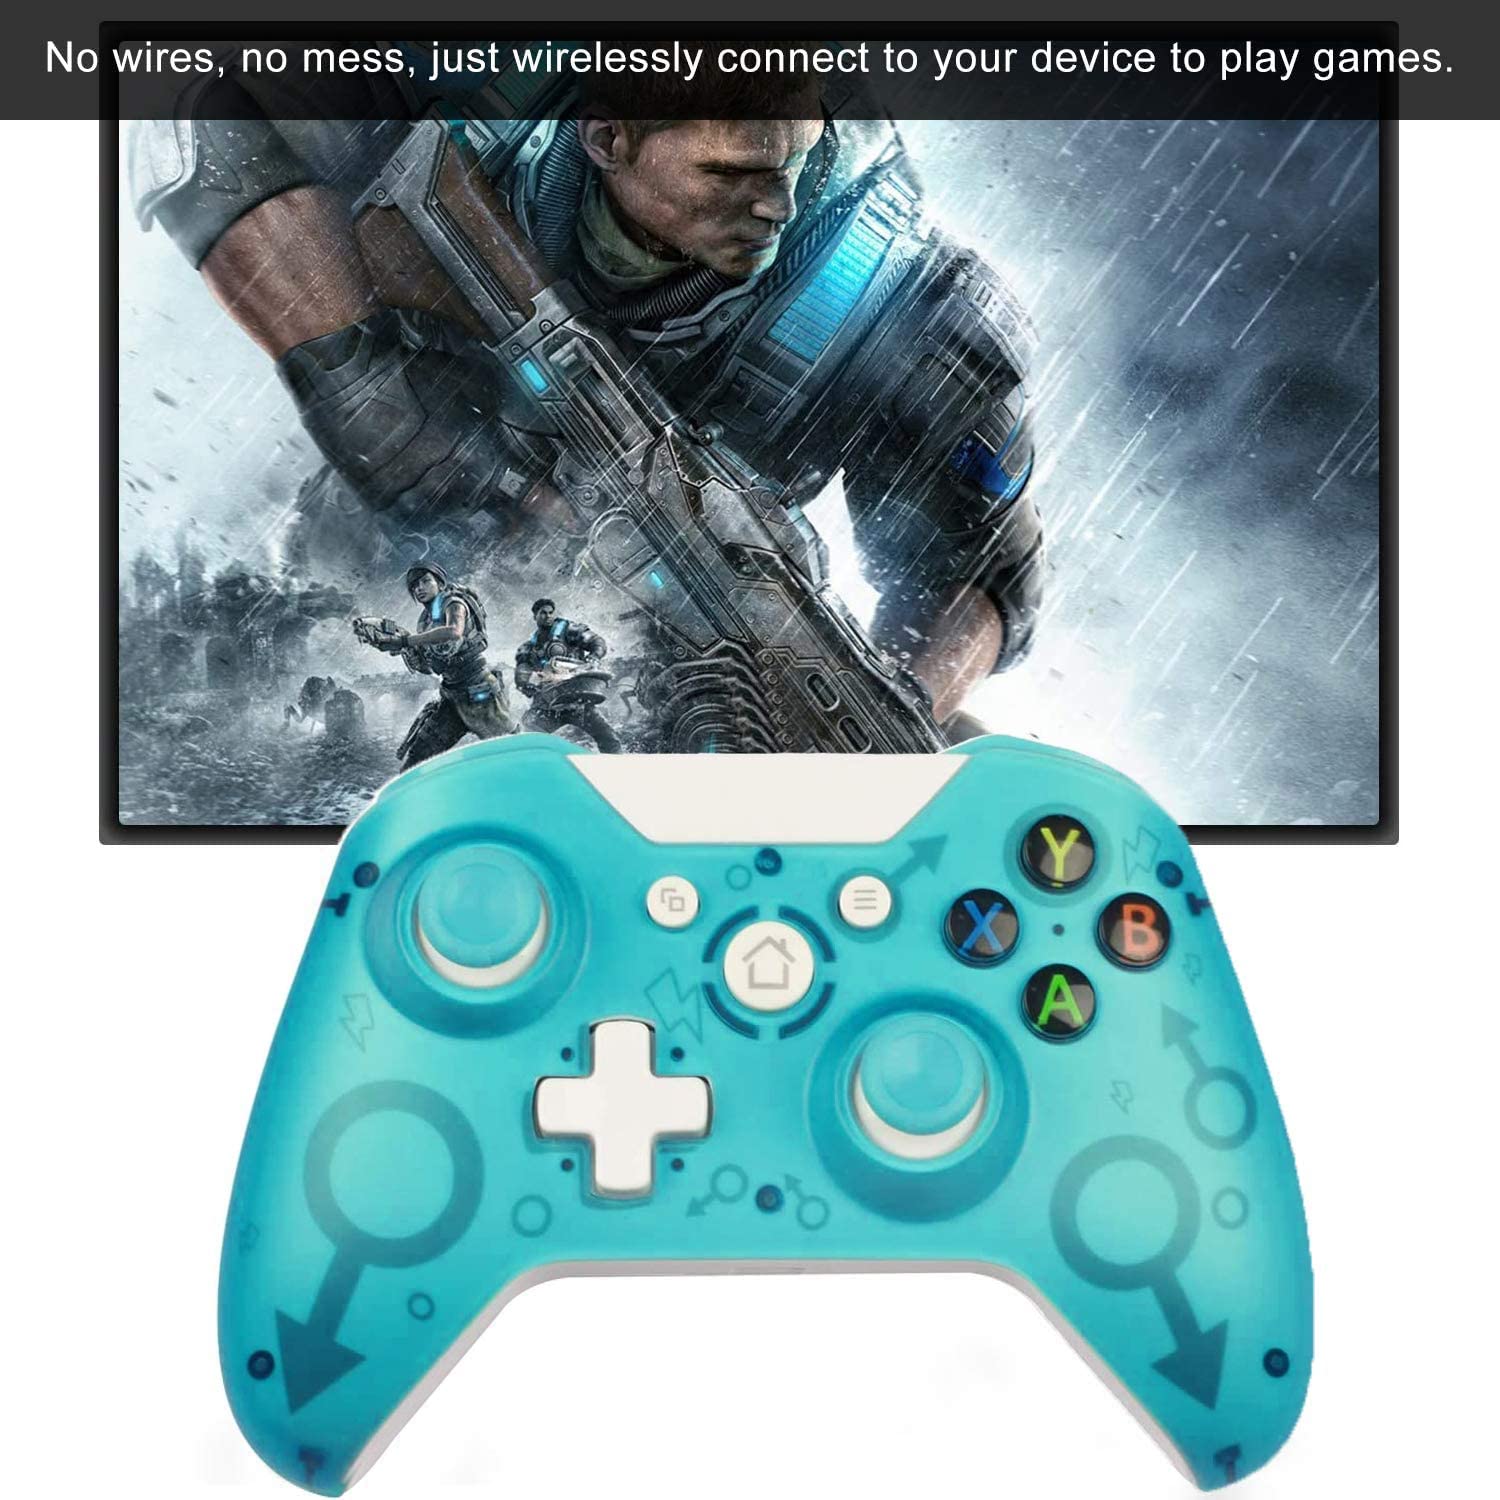 No wires, no mess, just wirelessly connect to your device to play games.
Y
X
B
A